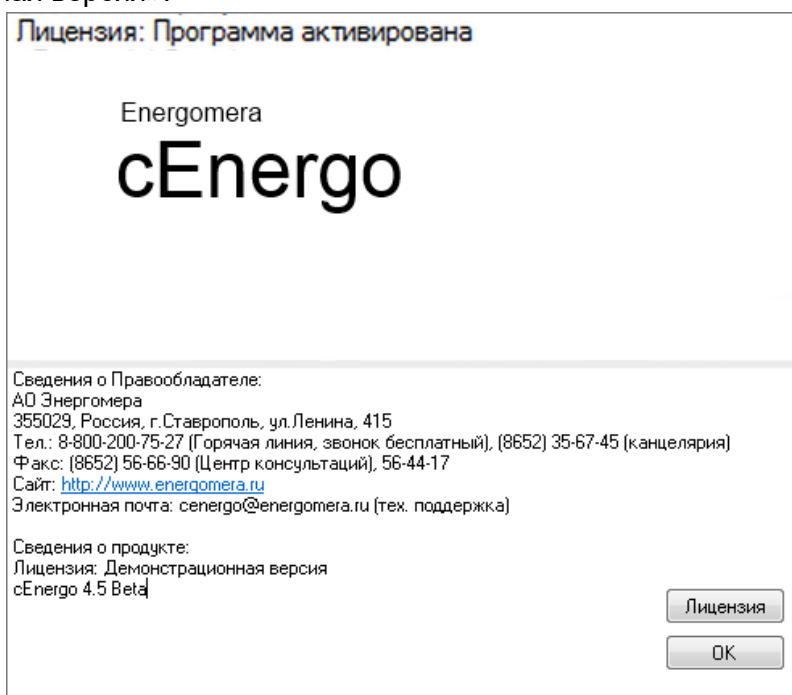 Лицензия: Программа активирована
Energomera
cEnergo
Сведения о Правообладателе:
АО Энергомера
355029, Россия, г.Ставрополь, ул.Ленина, 415
Тел.: 8-800-200-75-27 (Горячая линия, звонок бесплатный), (8652) 35-67-45 (канцелярия)
Факс: (8652) 56-66-90 (Центр консультаций), 56-44-17
Сайт: http://www.energomera.ru
Электронная почта: cenergo@energomera.ru (тех. поддержка)
Сведения о продукте:
Лицензия: Демонстрационная версия
cEnergo 4.5 Beta
Лицензия
OK